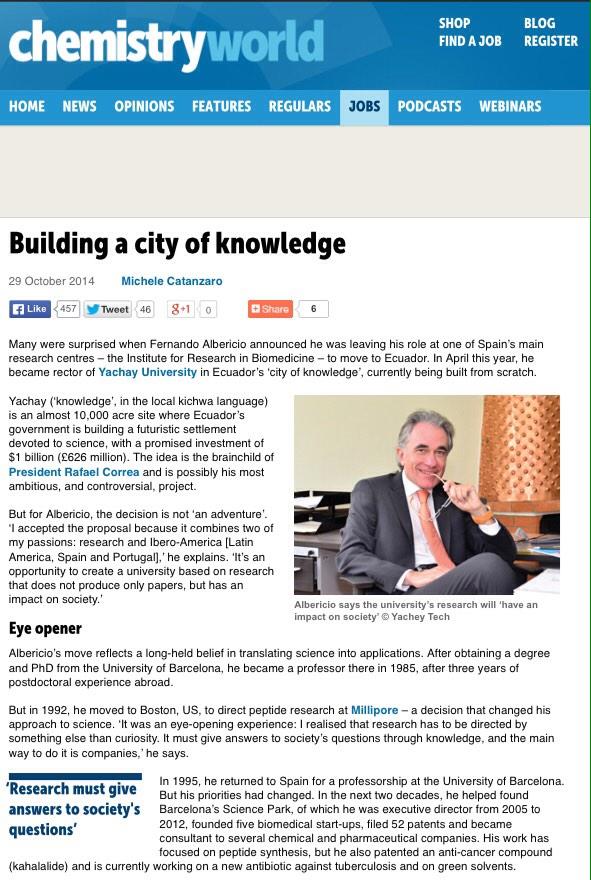 chemistryworld
SHOP
BLOG
FIND A JOB
REGISTER
HOME NEWS OPINIONS FEATURES REGULARS JOBS PODCASTS WEBINARS
Building a city of knowledge
29 October 2014 Michele Catanzaro
Like 457 Tweet 46 g+1 0 Share 6
Many were surprised when Fernando Albericio announced he was leaving his role at one of Spain's main
research centres – the Institute for Research in Biomedicine – to move to Ecuador. In April this year, he
became rector of Yachay University in Ecuador's 'city of knowledge', currently being built from scratch.
Yachay ('knowledge', in the local kichwa language)
is an almost 10,000 acre site where Ecuador's
government is building a futuristic settlement
devoted to science, with a promised investment of
$1 billion (£626 million). The idea is the brainchild of
President Rafael Correa and is possibly his most
ambitious, and controversial, project.
But for Albericio, the decision is not 'an adventure'.
'I accepted the proposal because it combines two of
my passions: research and Ibero-America [Latin
America, Spain and Portugal],' he explains. 'It's an
opportunity to create a university based on research
that does not produce only papers, but has an
impact on society.'
Albericio says the university's research will 'have an
impact on society' © Yachey Tech
Eye opener
Albericio's move reflects a long-held belief in translating science into applications. After obtaining a degree
and PhD from the University of Barcelona, he became a professor there in 1985, after three years of
postdoctoral experience abroad.
But in 1992, he moved to Boston, US, to direct peptide research at Millipore – a decision that changed his
approach to science. 'It was an eye-opening experience: I realised that research has to be directed by
something else than curiosity. It must give answers to society's questions through knowledge, and the main
way to do it is companies,' he says.
'Research must give
answers to society's
questions'
In 1995, he returned to Spain for a professorship at the University of Barcelona.
But his priorities had changed. In the next two decades, he helped found
Barcelona's Science Park, of which he was executive director from 2005 to
2012, founded five biomedical start-ups, filed 52 patents and became
consultant to several chemical and pharmaceutical companies. His work has
focused on peptide synthesis, but he also patented an anti-cancer compound
(kahalalide) and is currently working on a new antibiotic against tuberculosis and on green solvents.